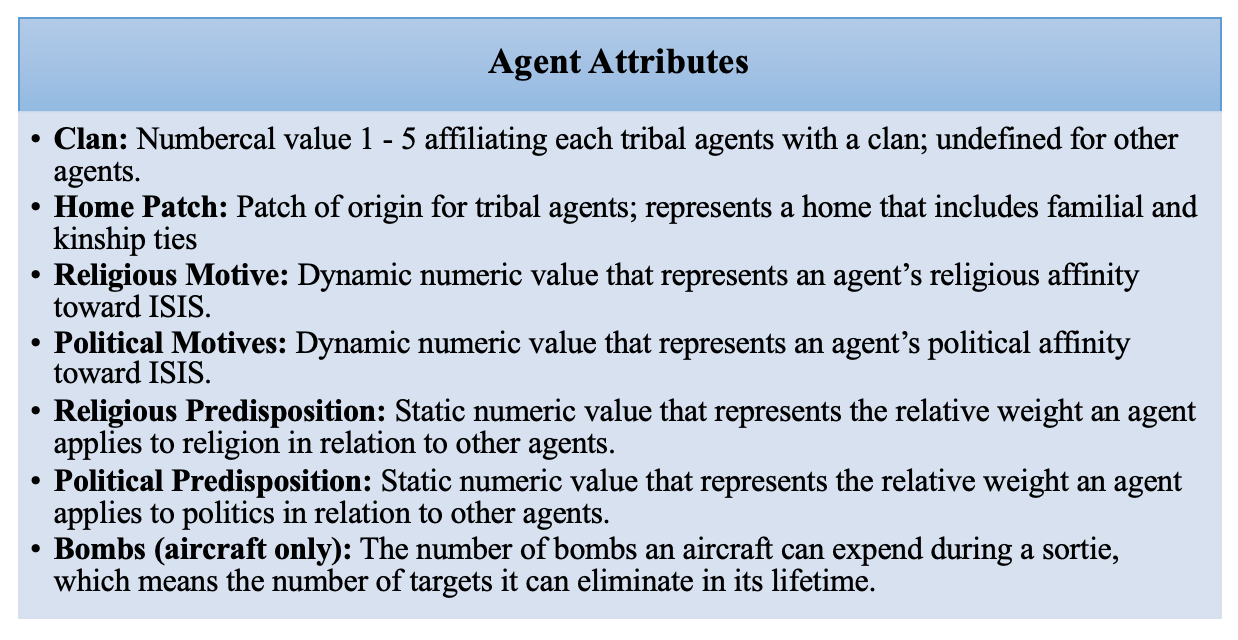 Agent Attributes
• Clan: Numbercal value 1 - 5 affiliating each tribal agents with a clan; undefined for other
agents.
• Home Patch: Patch of origin for tribal agents; represents a home that includes familial and
kinship ties
• Religious Motive: Dynamic numeric value that represents an agent’s religious affinity
toward ISIS.
• Political Motives: Dynamic numeric value that represents an agent’s political affinity
toward ISIS.
• Religious Predisposition: Static numeric value that represents the relative weight an agent
applies to religion in relation to other agents.
• Political Predisposition: Static numeric value that represents the relative weight an agent
applies to politics in relation to other agents.
• Bombs (aircraft only): The number of bombs an aircraft can expend during a sortie,
which means the number of targets it can eliminate in its lifetime.